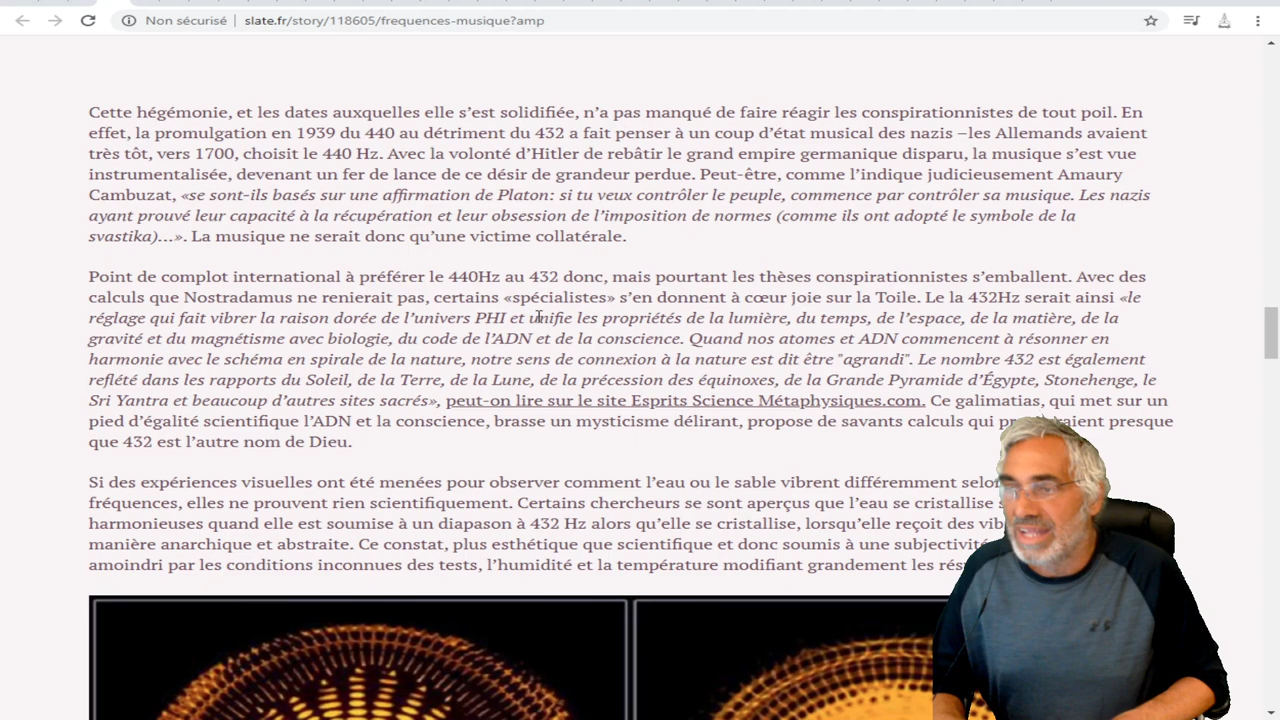 Non sécurisé | slate.fr/story/118605/frequences-musique?amp
Cette hégémonie, et les dates auxquelles elle s’est solidifiée, n’a pas manqué de faire réagir les conspirationnistes de tout poil. En
effet, la promulgation en 1939 du 440 au détriment du 432 a fait penser à un coup d’état musical des nazis –les Allemands avaient
très tôt, vers 1700, choisit le 440 Hz. Avec la volonté d’Hitler de rebâtir le grand empire germanique disparu, la musique s’est vue
instrumentalisée, devenant un fer de lance de ce désir de grandeur perdue. Peut-être, comme l’indique judicieusement Amaury
Cambuzat, «se sont-ils basés sur une affirmation de Platon: si tu veux contrôler le peuple, commence par contrôler sa musique. Les nazis
ayant prouvé leur capacité à la récupération et leur obsession de l’imposition de normes (comme ils ont adopté le symbole de la
svastika)…». La musique ne serait donc qu’une victime collatérale.
Point de complot international à préférer le 440Hz au 432 donc, mais pourtant les thèses conspirationnistes s’emballent. Avec des
calculs que Nostradamus ne renierait pas, certains «spécialistes» s’en donnent à cœur joie sur la Toile. Le la 432Hz serait ainsi «le
réglage qui fait vibrer la raison dorée de l’univers PHI et unifie les propriétés de la lumière, du temps, de l’espace, de la matière, de la
gravité et du magnétisme avec biologie, du code de l’ADN et de la conscience. Quand nos atomes et ADN commencent à résonner en
harmonie avec le schéma en spirale de la nature, notre sens de connexion à la nature est dit être "agrandi". Le nombre 432 est également
reflété dans les rapports du Soleil, de la Terre, de la Lune, de la précession des équinoxes, de la Grande Pyramide d’Égypte, Stonehenge, le
Sri Yantra et beaucoup d’autres sites sacrés», peut-on lire sur le site Esprits Science Métaphysiques.com. Ce galimatias, qui met sur un
pied d’égalité scientifique l’ADN et la conscience, brasse un mysticisme délirant, propose de savants calculs qui presque
que 432 est l’autre nom de Dieu.
Si des expériences visuelles ont été menées pour observer comment l’eau ou le sable vibrent différemment
fréquences, elles ne prouvent rien scientifiquement. Certains chercheurs se sont aperçus que l’eau se cristallise
harmonieuses quand elle est soumise à un diapason à 432 Hz alors qu’elle se cristallise, lorsqu’elle reçoit des
manière anarchique et abstraite. Ce constat, plus esthétique que scientifique et donc soumis à une subjectivité
amoindri par les conditions inconnues des tests, l’humidité et la température modifiant grandement les